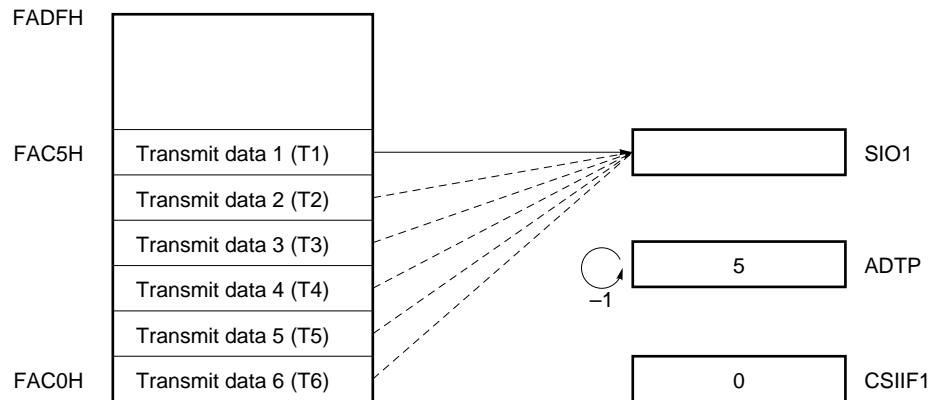 FADFH
FAC5H Transmit data 1 (T1) SIO1
Transmit data 2 (T2)
Transmit data 3 (T3) 5 ADTP
Transmit data 4 (T4) –1
Transmit data 5 (T5)
FAC0H Transmit data 6 (T6) 0 CSIIF1